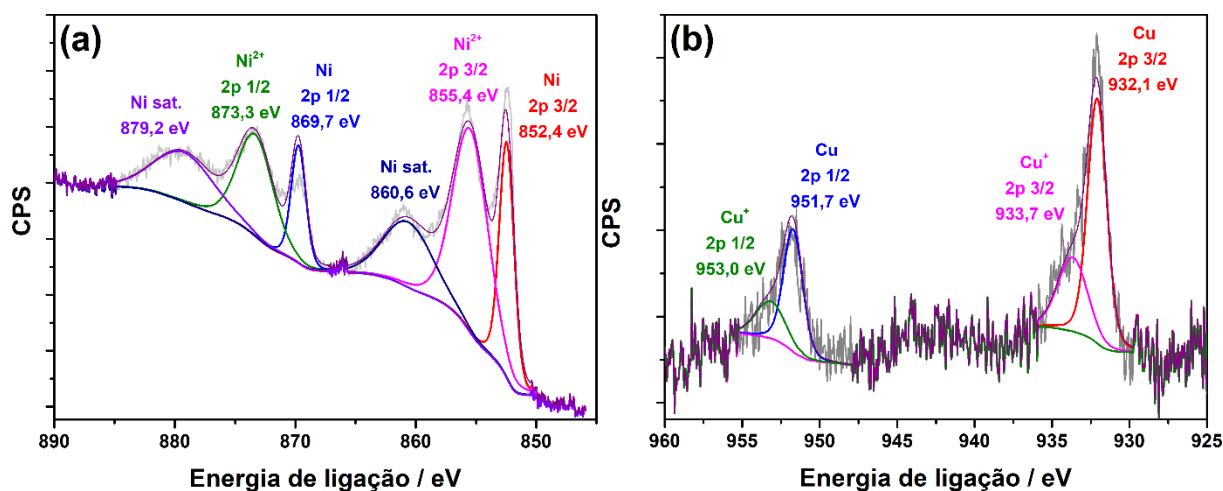 (a)
Ni sat.
879,2 eV
Ni²⁺
2p 1/2
873,3 eV
Ni
2p 1/2
869,7 eV
Ni sat.
860,6 eV
Ni²⁺
2p 3/2
855,4 eV
Ni
2p 3/2
852,4 eV
CPS
890 880 870 860 850
Energia de ligação / eV
(b)
Cu⁺
2p 1/2
953,0 eV
Cu
2p 1/2
951,7 eV
Cu⁺
2p 3/2
933,7 eV
Cu
2p 3/2
932,1 eV
CPS
960 955 950 945 940 935 930 925
Energia de ligação / eV